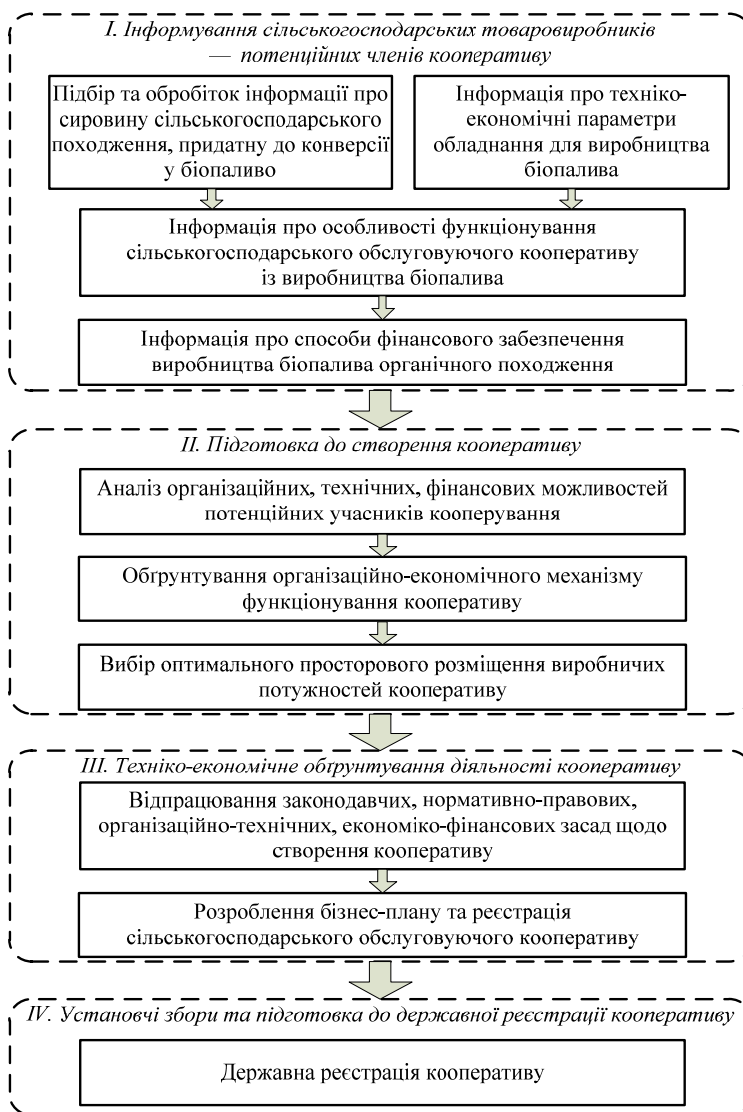 І. Інформування сільськогосподарських товаровиробників
— потенційних членів кооперативу
Підбір та обробіток інформації про
сировину сільськогосподарського
походження, придатну до конверсії
у біопаливо
Інформація про техніко-
економічні параметри
обладнання для виробництва
біопалива
Інформація про особливості функціонування
сільськогосподарського обслуговуючого кооперативу
із виробництва біопалива
Інформація про способи фінансового забезпечення
виробництва біопалива органічного походження
ІІ. Підготовка до створення кооперативу
Аналіз організаційних, технічних, фінансових можливостей
потенційних учасників кооперування
Обґрунтування організаційно-економічного механізму
функціонування кооперативу
Вибір оптимального просторового розміщення виробничих
потужностей кооперативу
ІІІ. Техніко-економічне обґрунтування діяльності кооперативу
Відпрацювання законодавчих, нормативно-правових,
організаційно-технічних, економіко-фінансових засад щодо
створення кооперативу
Розроблення бізнес-плану та реєстрація
сільськогосподарського обслуговуючого кооперативу
IV. Установчі збори та підготовка до державної реєстрації кооперативу
Державна реєстрація кооперативу